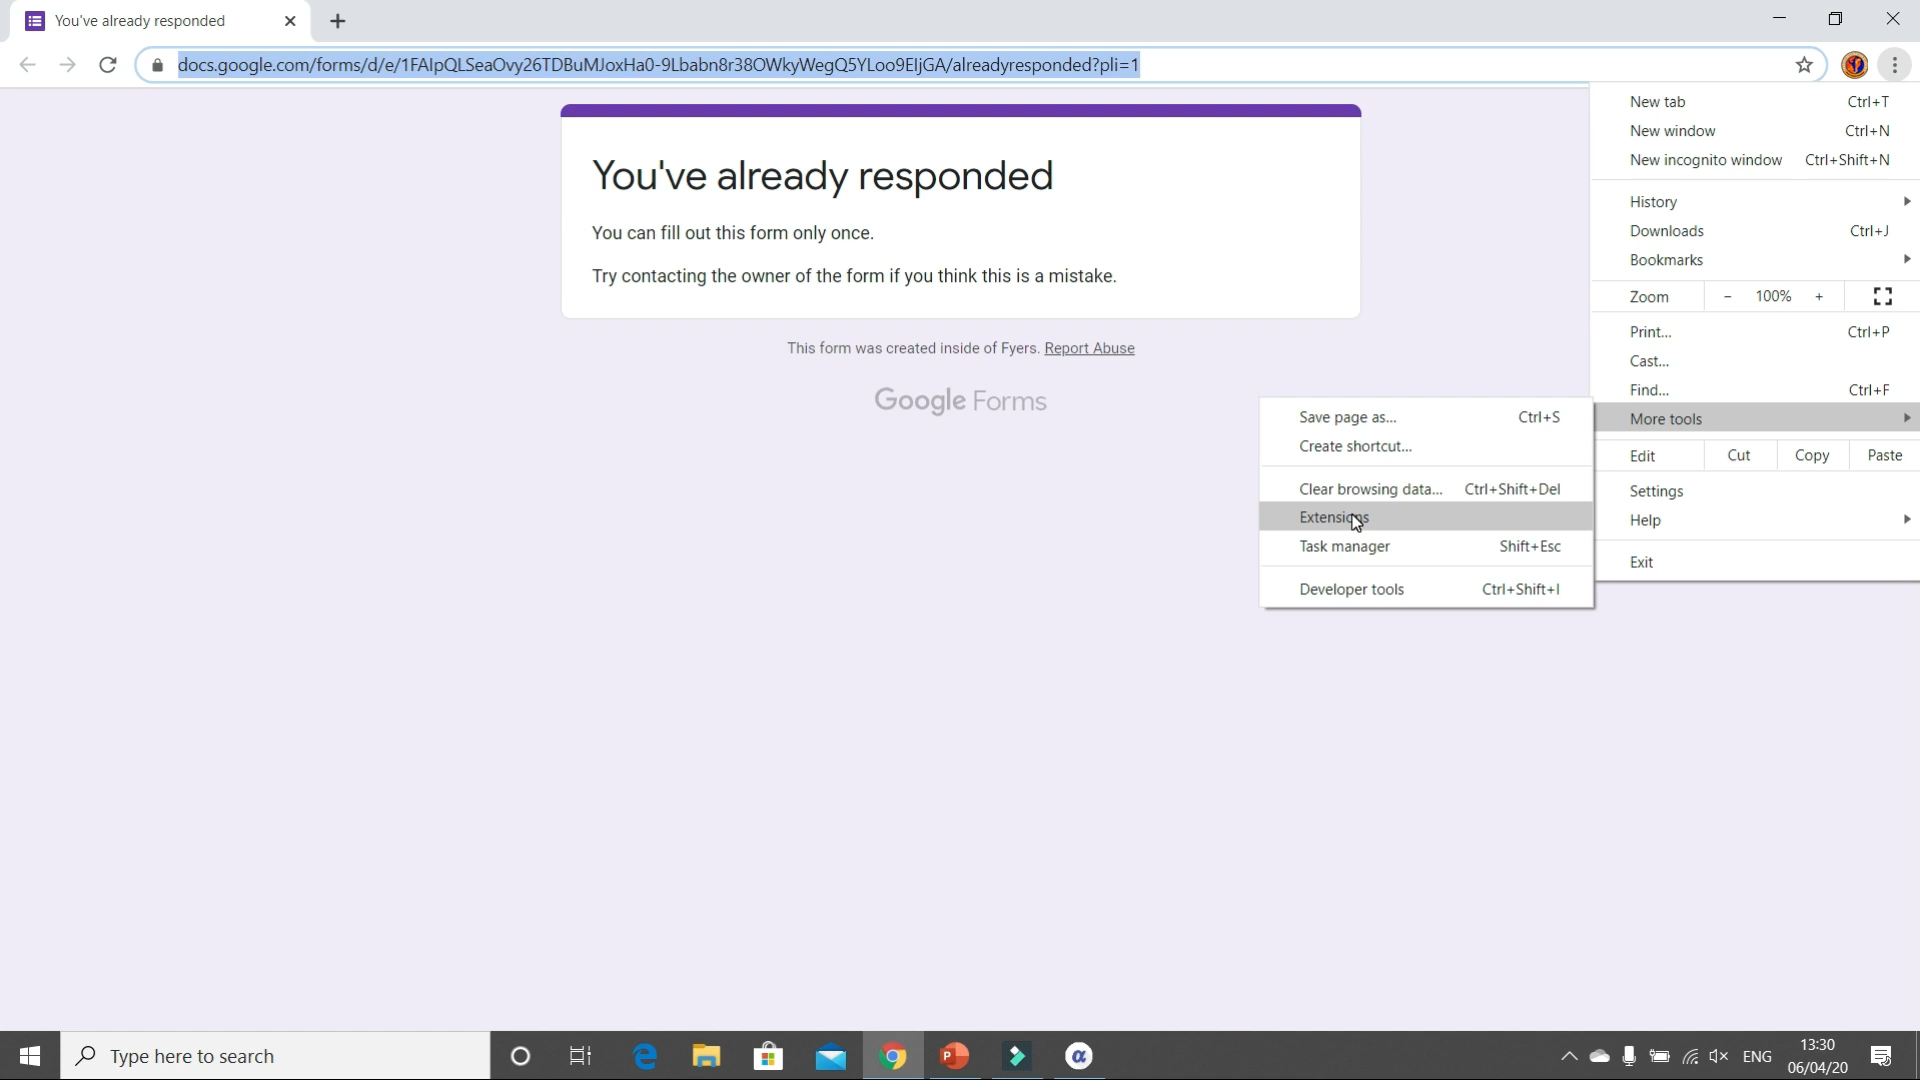 You've already responded
docs.google.com/forms/d/e/1FAIpQLSeaOvy26TDBuMJoxHa0-9Lbabn8r38OWkyWegQ5YLoo9EljGA/alreadyresponded?pli=1
You've already responded
You can fill out this form only once.
Try contacting the owner of the form if you think this is a mistake.
This form was created inside of Fyers. Report Abuse
Google Forms
New tab Ctrl+T
New window Ctrl+N
New incognito window Ctrl+Shift+N
History
Downloads Ctrl+J
Bookmarks
Zoom - 100% +
Print... Ctrl+P
Cast...
Find... Ctrl+F
More tools
Edit Cut Copy Paste
Settings
Help
Exit
Save page as... Ctrl+S
Create shortcut...
Clear browsing data... Ctrl+Shift+Del
Extensions
Task manager Shift+Esc
Developer tools Ctrl+Shift+I
Type here to search
ENG
13:30
06/04/20